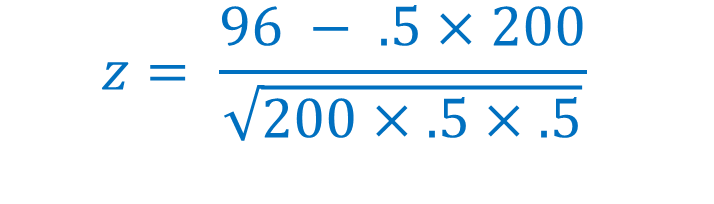 z = (96 − .5 × 200) / √(200 × .5 × .5)